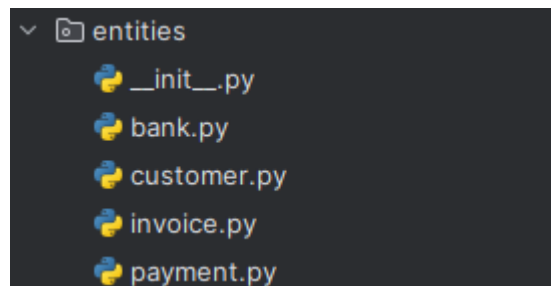 entities
__init__.py
bank.py
customer.py
invoice.py
payment.py